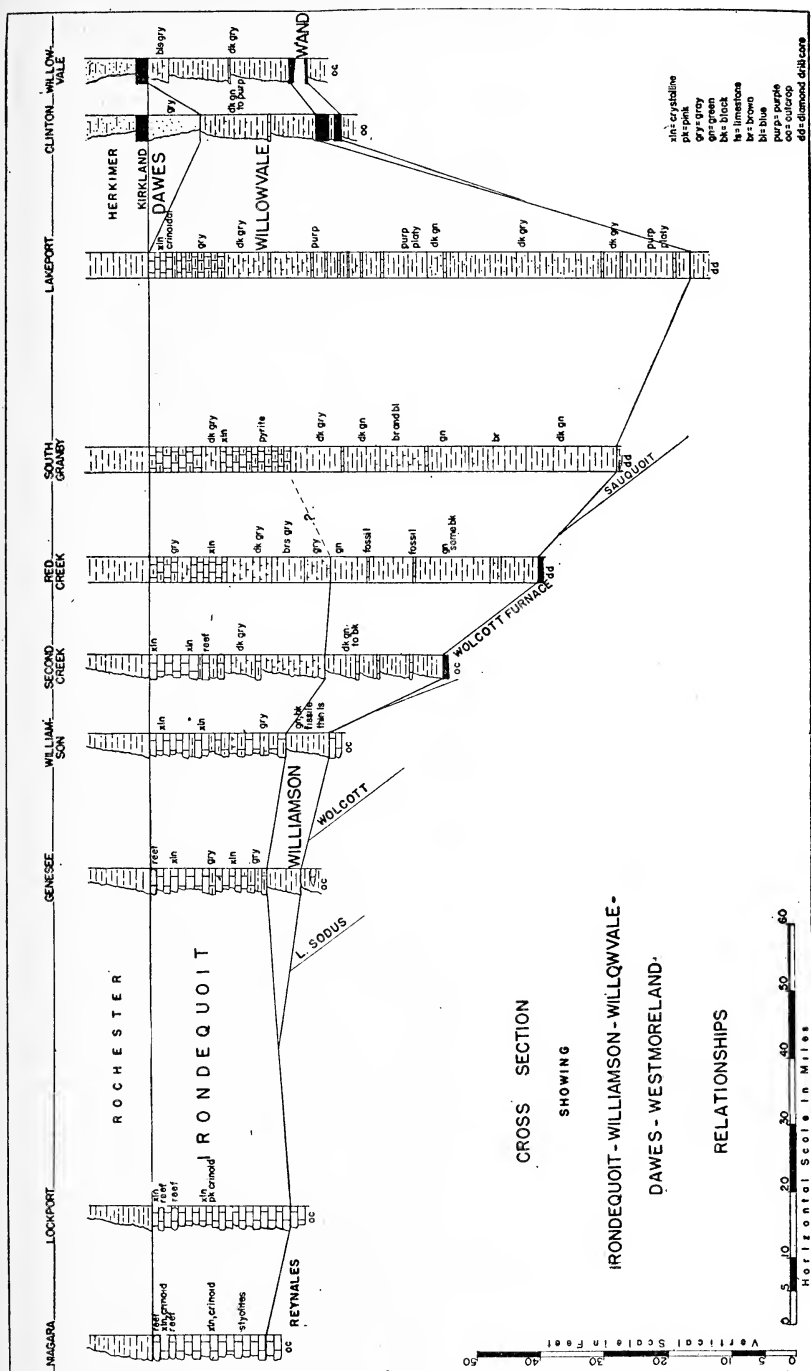 NIAGARA
LOCKPORT
GENESEE
WILLIAM-
SON
SECOND
CREEK
RED
CREEK
SOUTH
GRANBY
LAKEPORT
CLINTON
WILLOW-
VALE
ROCHESTER
HERKIMER
KIRKLAND
DAWES
IRONDEQUOIT
WILLIAMSON
WILLOWVALE
WAND
REYNALES
L. SODUS
WOLCOTT
WOLCOTT FURNACE
SAUQUOIT
reef
xln, crinoid
reef
xln, crinoid
styolites
oc
xln
reef
reef
xln
pk crinoid
oc
reef
xln
gry
xln
gry
oc
xln
xln
gry
gn, bk
fissile
thin ls
oc
xln
xln
reef
dk gry
dk gn
to bk
oc
gry
xln
dk gry
brs gry
gry
gn
fossil
fossil
gn
some bk
dd
?
dk gry
xln
pyrite
dk gry
dk gn
br and bl
gn
br
dk gn
dd
xln
crinoidal
gry
dk gry
purp
purp
platy
dk gn
dk gry
dk gry
purp
platy
dd
gry
dk gn
to purp
oc
bls gry
dk gry
oc
xln = crystalline
pk = pink
gry = gray
gn = green
bk = black
ls = limestone
br = brown
bl = blue
purp = purple
oc = outcrop
dd = diamond drill core
CROSS SECTION
SHOWING
IRONDEQUOIT - WILLIAMSON - WILLOWVALE -
DAWES - WESTMORELAND
RELATIONSHIPS
50
40
30
20
10
5
0
Vertical Scale in Feet
0 5 10 20 30 40 50 60
Horizontal Scale in Miles